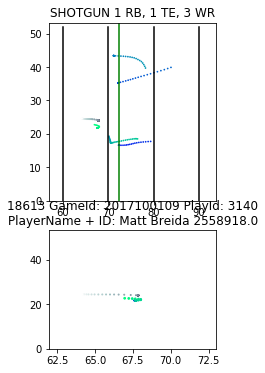 SHOTGUN 1 RB, 1 TE, 3 WR
50
40
30
20
10
0
60 70 80 90
18613 GameId: 2017100109 PlayId: 3140
PlayerName + ID: Matt Breida 2558918.0
40
20
0
62.5 65.0 67.5 70.0 72.5